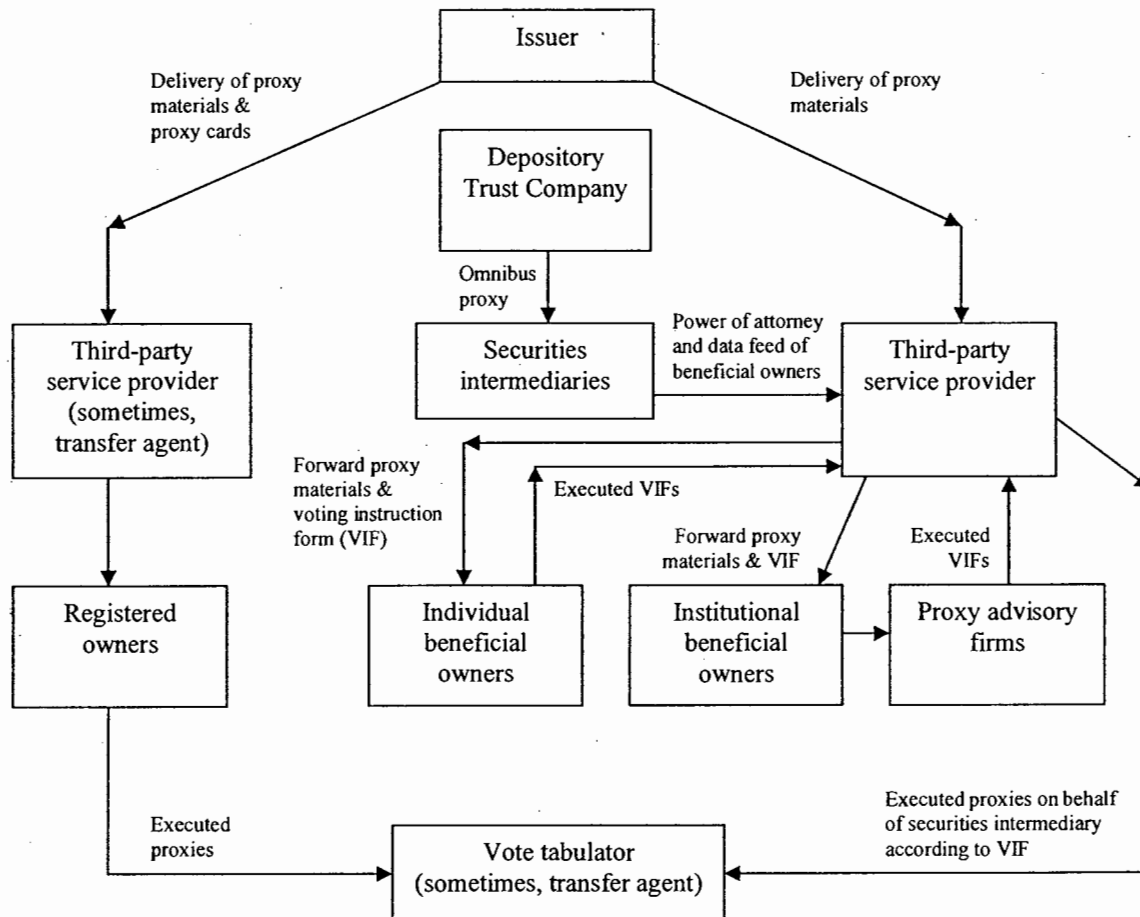 Issuer
Delivery of proxy
materials &
proxy cards
Delivery of proxy
materials
Depository
Trust Company
Omnibus
proxy
Third-party
service provider
(sometimes,
transfer agent)
Securities
intermediaries
Power of attorney
and data feed of
beneficial owners
Third-party
service provider
Forward proxy
materials &
voting instruction
form (VIF)
Executed VIFs
Forward proxy
materials & VIF
Executed
VIFs
Registered
owners
Individual
beneficial
owners
Institutional
beneficial
owners
Proxy advisory
firms
Executed
proxies
Vote tabulator
(sometimes, transfer agent)
Executed proxies on behalf
of securities intermediary
according to VIF